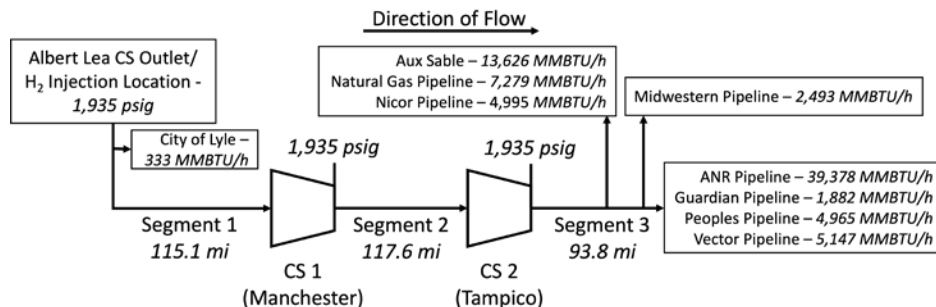 Direction of Flow
Albert Lea CS Outlet/
H₂ Injection Location -
1,935 psig
City of Lyle –
333 MMBTU/h
Aux Sable – 13,626 MMBTU/h
Natural Gas Pipeline – 7,279 MMBTU/h
Nicor Pipeline – 4,995 MMBTU/h
Midwestern Pipeline – 2,493 MMBTU/h
1,935 psig
1,935 psig
ANR Pipeline – 39,378 MMBTU/h
Guardian Pipeline – 1,882 MMBTU/h
Peoples Pipeline – 4,965 MMBTU/h
Vector Pipeline – 5,147 MMBTU/h
Segment 1
115.1 mi
CS 1
(Manchester)
Segment 2
117.6 mi
CS 2
(Tampico)
Segment 3
93.8 mi